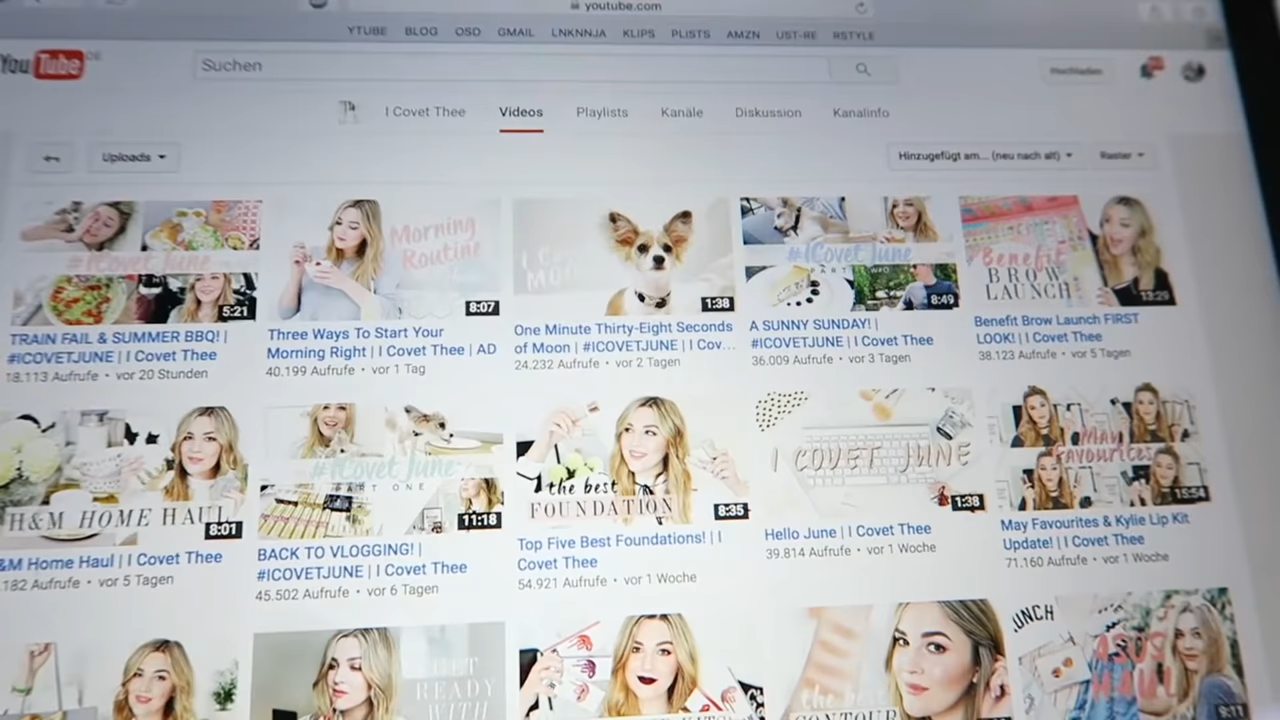 youtube.com
YTUBE BLOG OSD GMAIL LNKNNJA KLIPS PLISTS AMZN UST-RE RSTYLE
YouTube DE
Suchen
Hochladen
I Covet Thee Videos Playlists Kanäle Diskussion Kanalinfo
Uploads
Hinzugefügt am... (neu nach alt) Raster
#ICovet June
5:21
TRAIN FAIL & SUMMER BBQ! |
#ICOVETJUNE | I Covet Thee
18.113 Aufrufe • vor 20 Stunden
Morning
Routine
8:07
Three Ways To Start Your
Morning Right | I Covet Thee | AD
40.199 Aufrufe • vor 1 Tag
1:38
One Minute Thirty-Eight Seconds
of Moon | #ICOVETJUNE | I Cov...
24.232 Aufrufe • vor 2 Tagen
#ICovet June
PART TWO
8:49
A SUNNY SUNDAY! |
#ICOVETJUNE | I Covet Thee
36.009 Aufrufe • vor 3 Tagen
Benefit
BROW
LAUNCH
13:29
Benefit Brow Launch FIRST
LOOK! | I Covet Thee
38.123 Aufrufe • vor 5 Tagen
H&M HOME HAUL
8:01
&M Home Haul | I Covet Thee
.182 Aufrufe • vor 5 Tagen
#ICovet June
PART ONE
11:18
BACK TO VLOGGING! |
#ICOVETJUNE | I Covet Thee
45.502 Aufrufe • vor 6 Tagen
the best
FOUNDATION
8:35
Top Five Best Foundations! | I
Covet Thee
54.921 Aufrufe • vor 1 Woche
I COVET JUNE
1:38
Hello June | I Covet Thee
39.814 Aufrufe • vor 1 Woche
May
Favourites
15:54
May Favourites & Kylie Lip Kit
Update! | I Covet Thee
71.160 Aufrufe • vor 1 Woche
READY
WITH
the best
CONTOUR
ASOS
HAUL
9:11